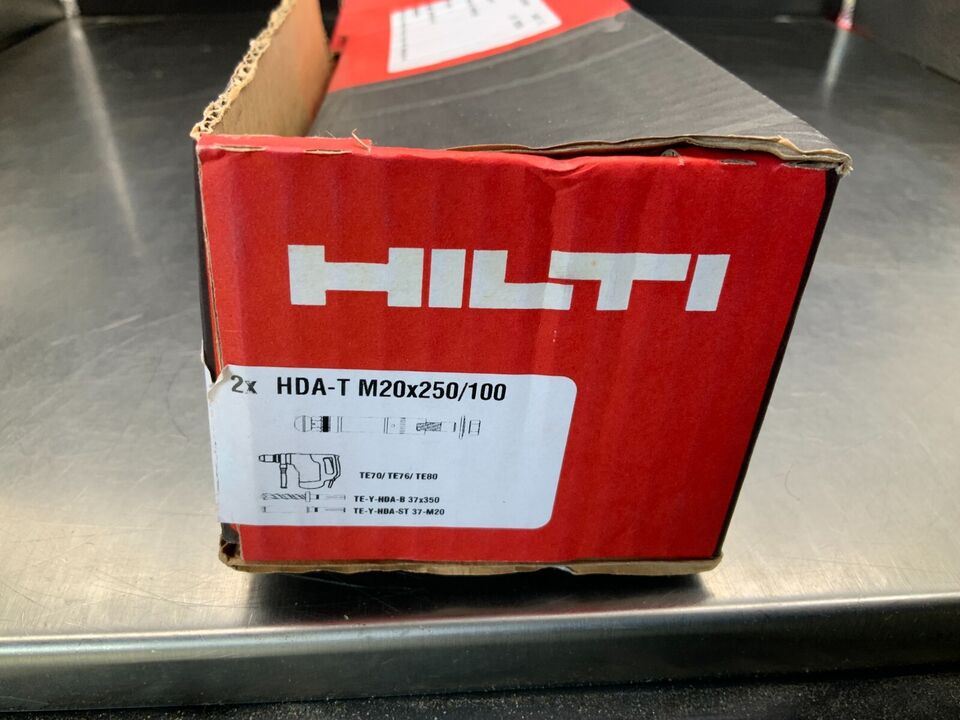 HILTI
2x HDA-T M20x250/100
TE70/ TE76/ TE80
TE-Y-HDA-B 37x350
TE-Y-HDA-ST 37-M20